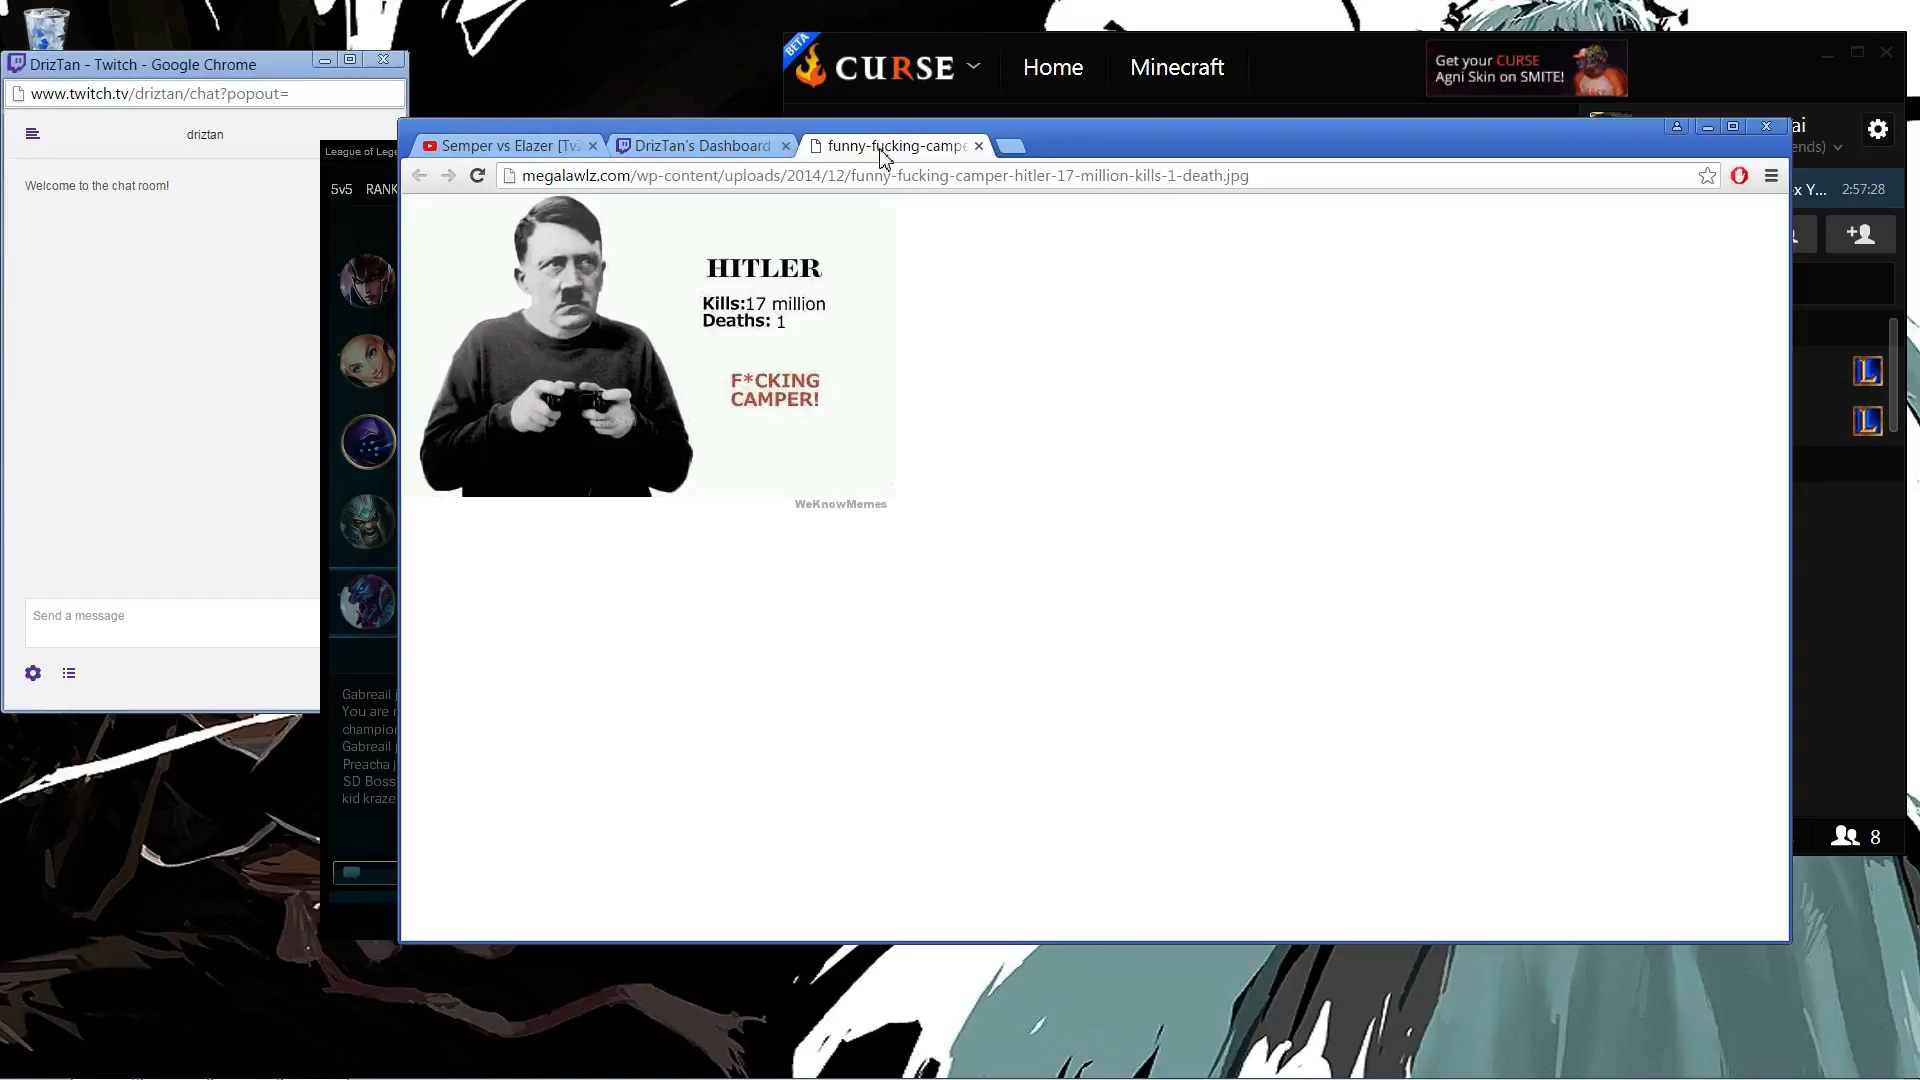 DrizTan - Twitch - Google Chrome
www.twitch.tv/driztan/chat?popout=
driztan
Welcome to the chat room!
Send a message
BETA
CURSE
Home
Minecraft
Get your CURSE
Agni Skin on SMITE!
League of Lege
5v5 RANK
Semper vs Elazer [Tv
DrizTan's Dashboard
funny-fucking-campe
megalawlz.com/wp-content/uploads/2014/12/funny-fucking-camper-hitler-17-million-kills-1-death.jpg
HITLER
Kills:17 million
Deaths: 1
F*CKING
CAMPER!
WeKnowMemes
ai
ends)
x Y... 2:57:28
L
L
8
Gabreail j
You are
champio
Gabreail j
Preacha j
SD Boss
kid kraze